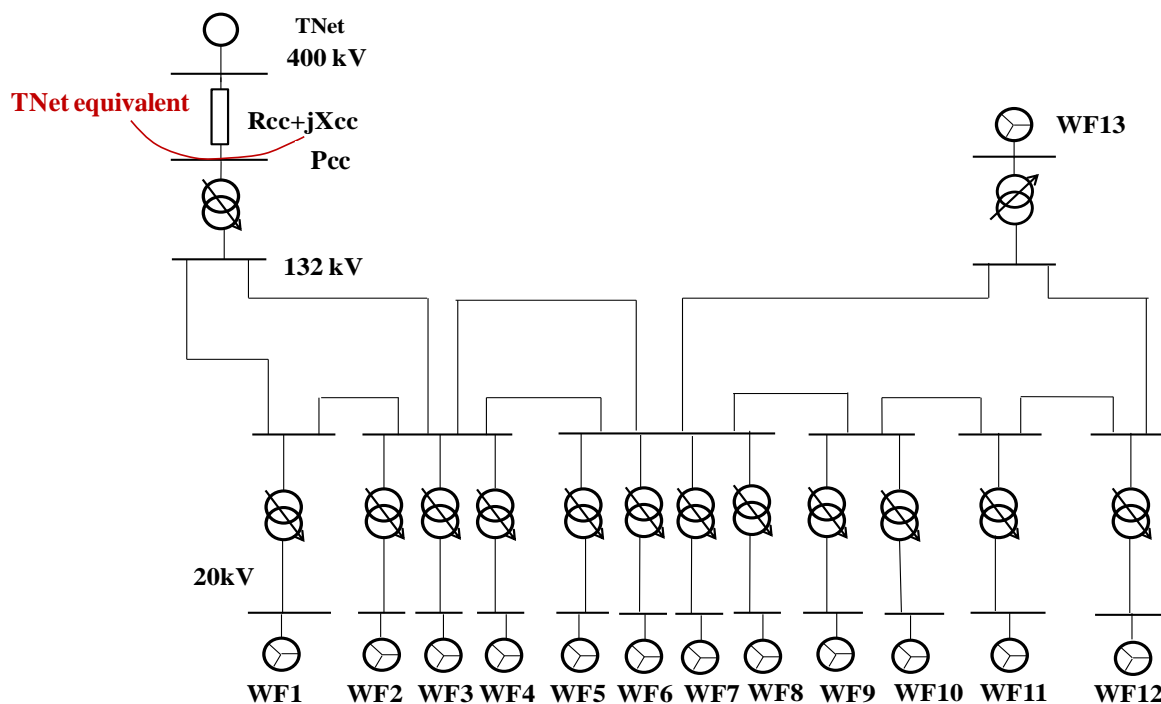 TNet
400 kV
TNet equivalent
Rcc+jXcc
Pcc
WF13
132 kV
20kV
WF1 WF2 WF3 WF4 WF5 WF6 WF7 WF8 WF9 WF10 WF11 WF12